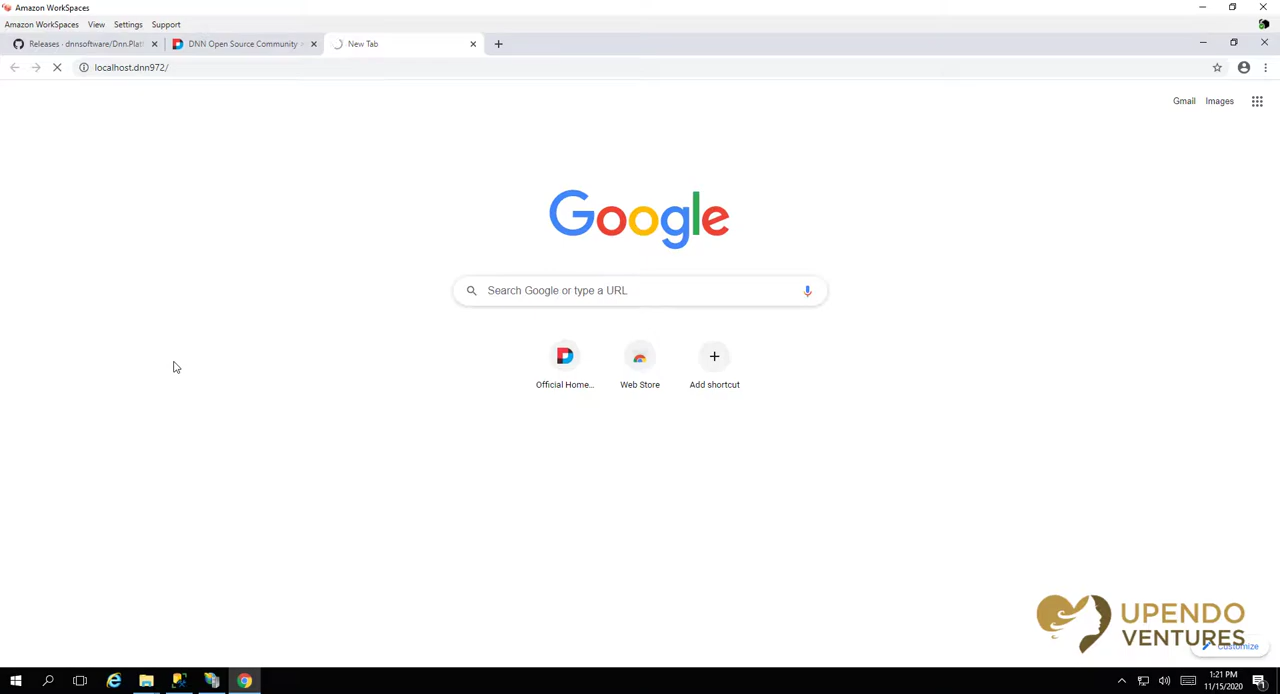 Amazon WorkSpaces
Amazon WorkSpaces View Settings Support
Releases · dnnsoftware/Dnn.Platf
DNN Open Source Community
New Tab
localhost.dnn972/
Gmail Images
Google
Search Google or type a URL
Official Home...
Web Store
Add shortcut
UPENDO
VENTURES
Customize
1:21 PM
11/15/2020